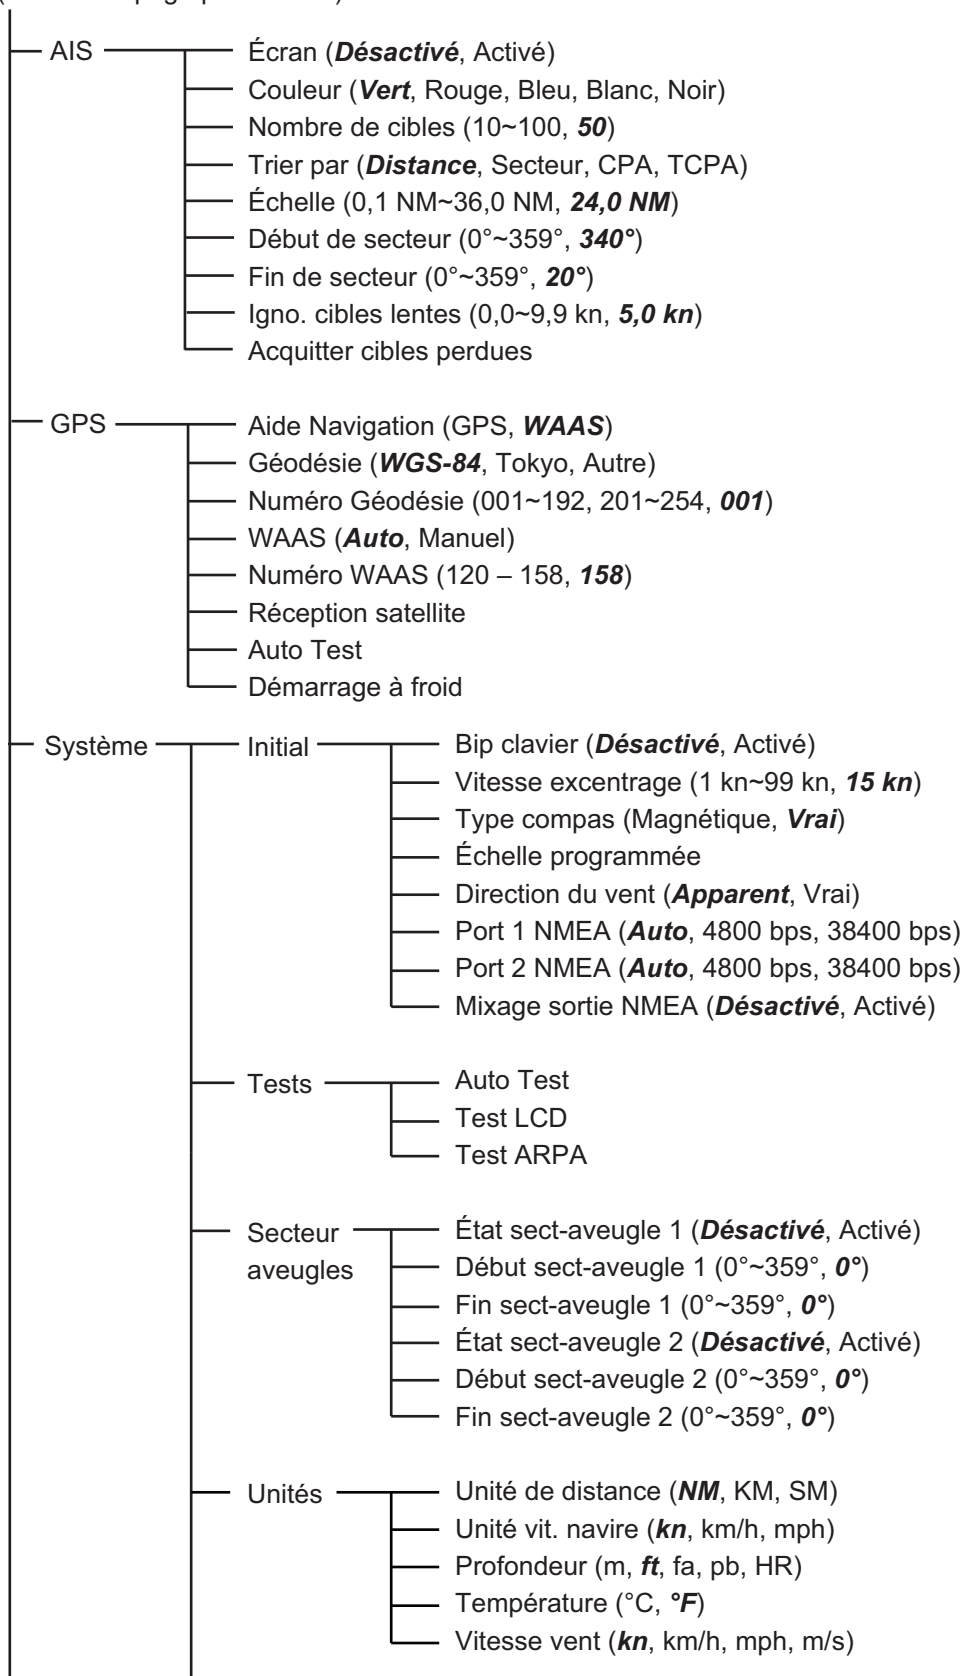 AIS
Écran (Désactivé, Activé)
Couleur (Vert, Rouge, Bleu, Blanc, Noir)
Nombre de cibles (10~100, 50)
Trier par (Distance, Secteur, CPA, TCPA)
Échelle (0,1 NM~36,0 NM, 24,0 NM)
Début de secteur (0°~359°, 340°)
Fin de secteur (0°~359°, 20°)
Igno. cibles lentes (0,0~9,9 kn, 5,0 kn)
Acquitter cibles perdues
GPS
Aide Navigation (GPS, WAAS)
Géodésie (WGS-84, Tokyo, Autre)
Numéro Géodésie (001~192, 201~254, 001)
WAAS (Auto, Manuel)
Numéro WAAS (120 – 158, 158)
Réception satellite
Auto Test
Démarrage à froid
Système
Initial
Bip clavier (Désactivé, Activé)
Vitesse excentrage (1 kn~99 kn, 15 kn)
Type compas (Magnétique, Vrai)
Échelle programmée
Direction du vent (Apparent, Vrai)
Port 1 NMEA (Auto, 4800 bps, 38400 bps)
Port 2 NMEA (Auto, 4800 bps, 38400 bps)
Mixage sortie NMEA (Désactivé, Activé)
Tests
Auto Test
Test LCD
Test ARPA
Secteur
aveugles
État sect-aveugle 1 (Désactivé, Activé)
Début sect-aveugle 1 (0°~359°, 0°)
Fin sect-aveugle 1 (0°~359°, 0°)
État sect-aveugle 2 (Désactivé, Activé)
Début sect-aveugle 2 (0°~359°, 0°)
Fin sect-aveugle 2 (0°~359°, 0°)
Unités
Unité de distance (NM, KM, SM)
Unité vit. navire (kn, km/h, mph)
Profondeur (m, ft, fa, pb, HR)
Température (°C, °F)
Vitesse vent (kn, km/h, mph, m/s)